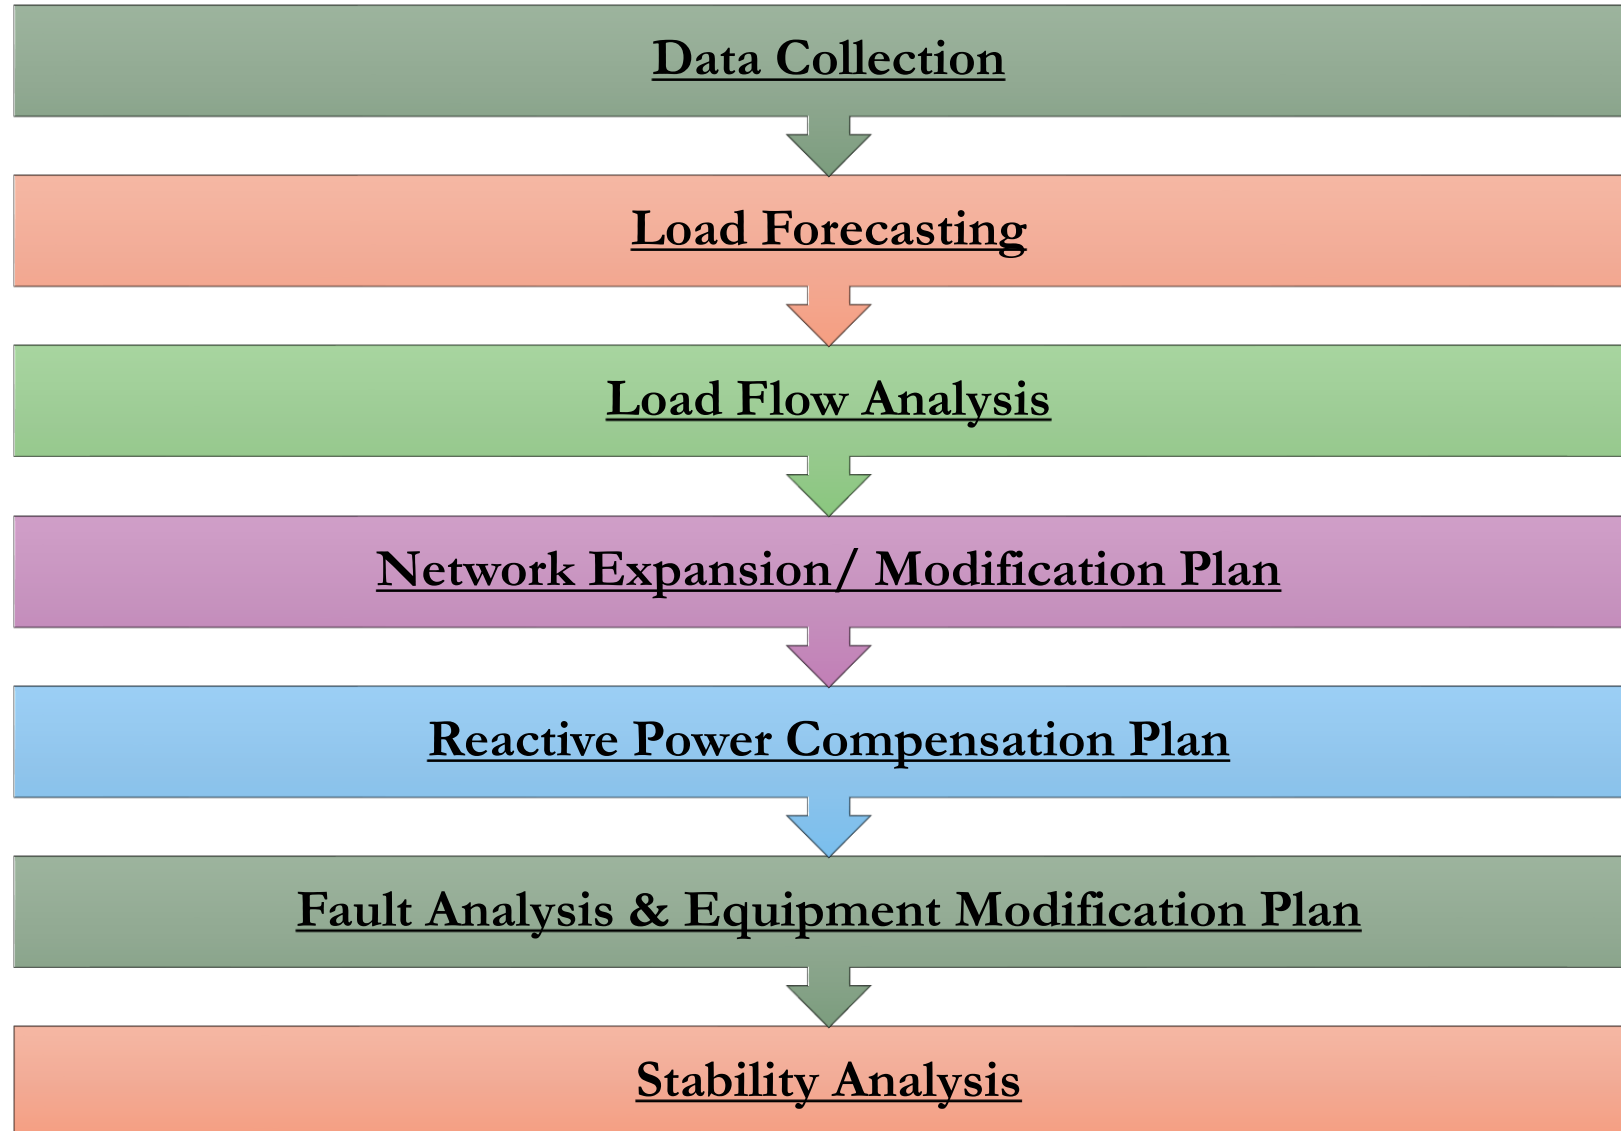 Data Collection
Load Forecasting
Load Flow Analysis
Network Expansion/ Modification Plan
Reactive Power Compensation Plan
Fault Analysis & Equipment Modification Plan
Stability Analysis